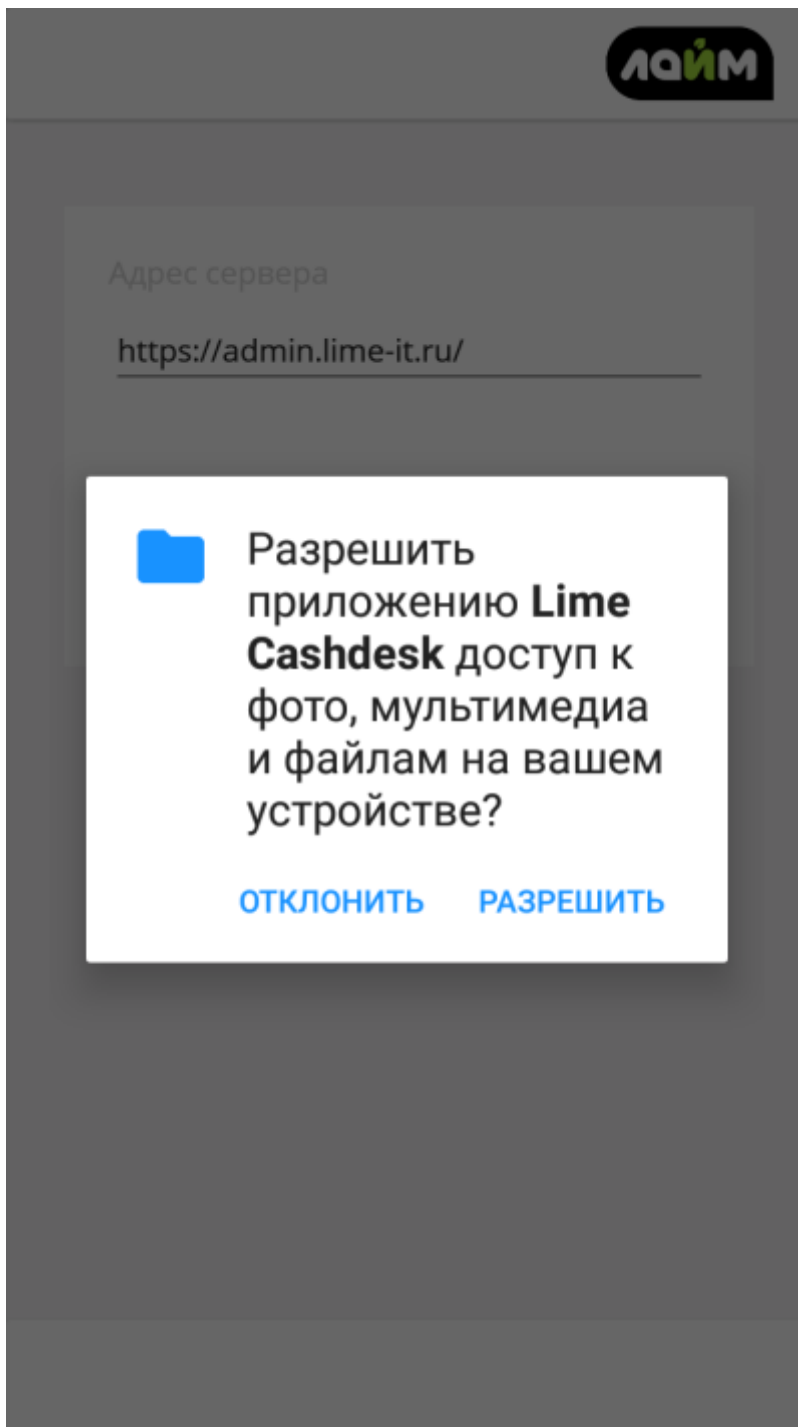 лайм
Адрес сервера
https://admin.lime-it.ru/
Разрешить
приложению Lime
Cashdesk доступ к
фото, мультимедиа
и файлам на вашем
устройстве?
ОТКЛОНИТЬ РАЗРЕШИТЬ